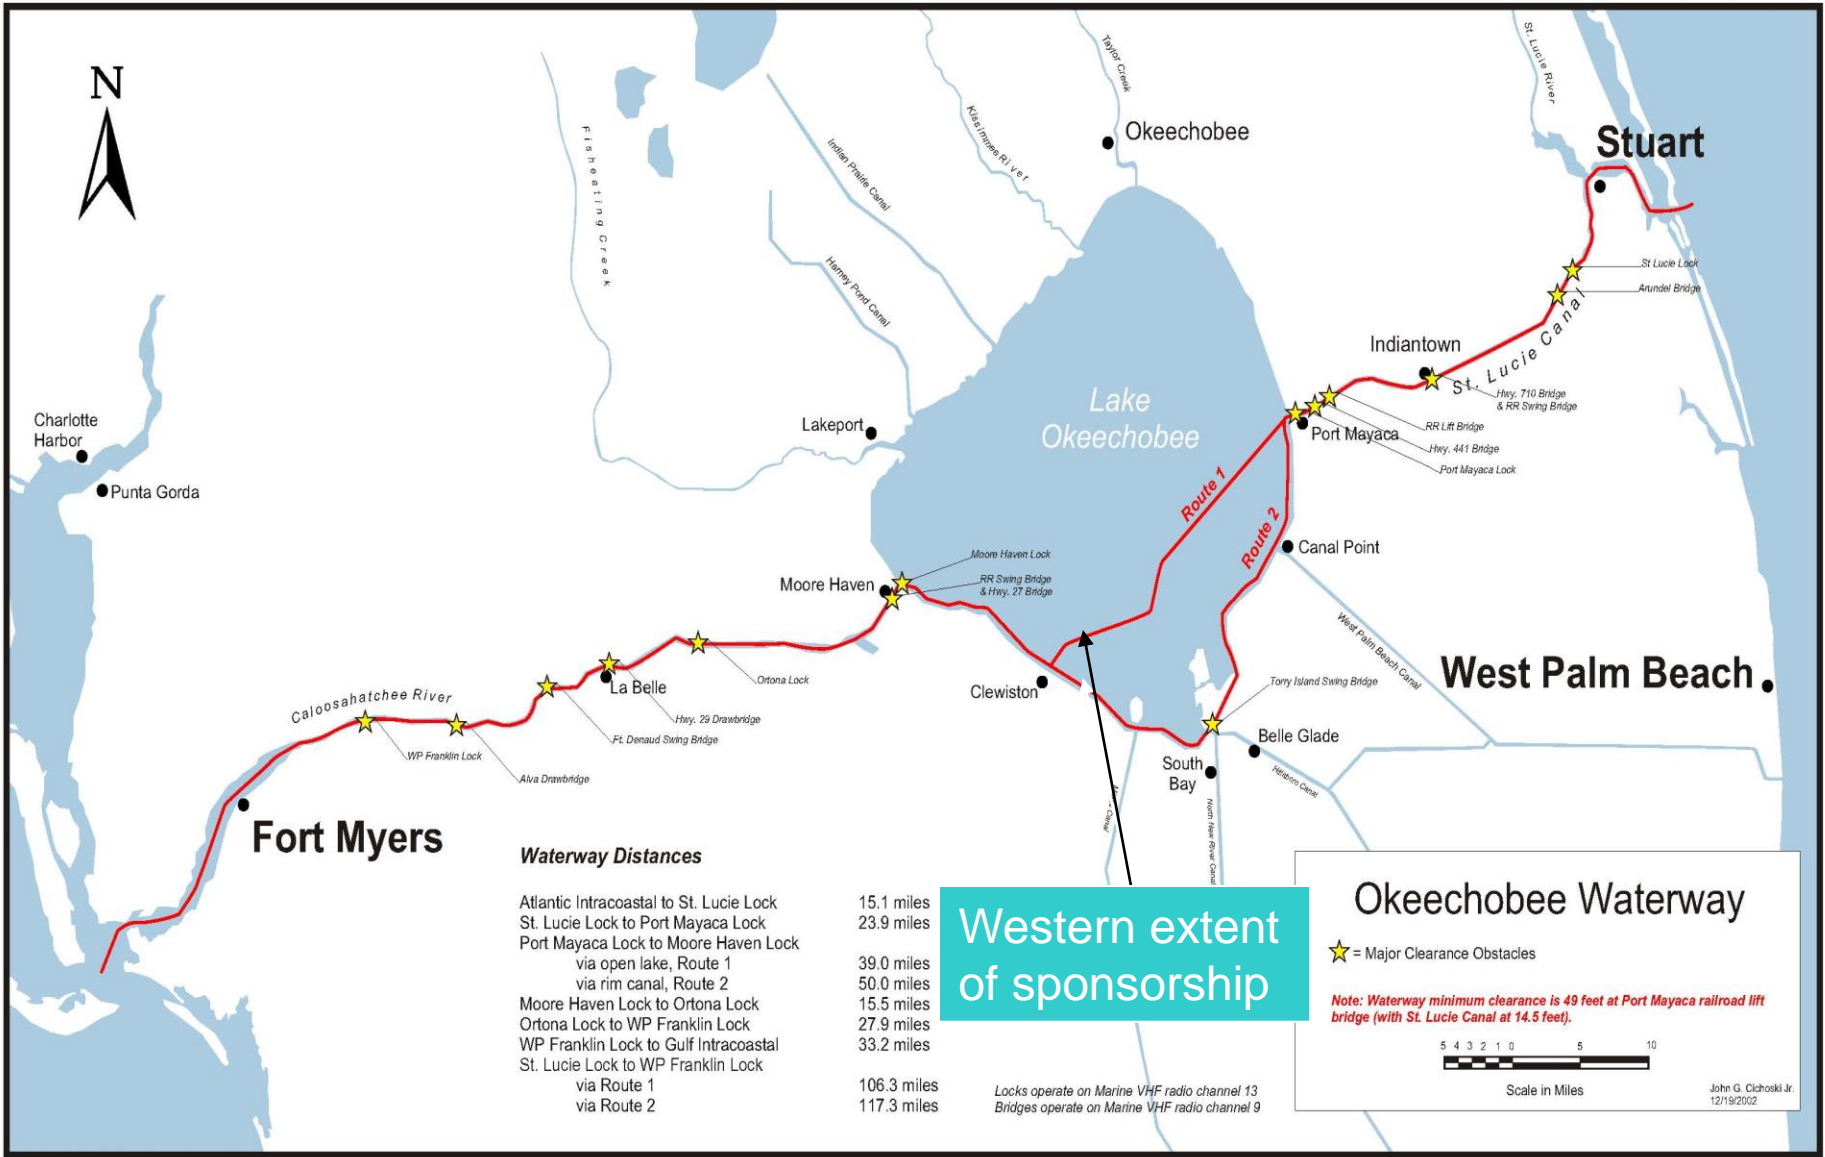 N
Fisheating Creek
Indian Prairie Canal
Harney Pond Canal
Kissimmee River
Taylor Creek
Okeechobee
St. Lucie River
Stuart
St Lucie Lock
Arundel Bridge
Indiantown
St. Lucie Canal
Hwy. 710 Bridge
& RR Swing Bridge
RR Lift Bridge
Hwy. 441 Bridge
Port Mayaca Lock
Port Mayaca
Lake
Okeechobee
Lakeport
Charlotte
Harbor
Punta Gorda
Route 1
Route 2
Canal Point
West Palm Beach Canal
West Palm Beach
Moore Haven Lock
RR Swing Bridge
& Hwy. 27 Bridge
Moore Haven
Clewiston
Torry Island Swing Bridge
Belle Glade
South
Bay
Hillsboro Canal
North New River Canal
Canal
Ortona Lock
La Belle
Hwy. 29 Drawbridge
Ft. Denaud Swing Bridge
Caloosahatchee River
WP Franklin Lock
Alva Drawbridge
Fort Myers
Waterway Distances
Atlantic Intracoastal to St. Lucie Lock 15.1 miles
St. Lucie Lock to Port Mayaca Lock 23.9 miles
Port Mayaca Lock to Moore Haven Lock
via open lake, Route 1 39.0 miles
via rim canal, Route 2 50.0 miles
Moore Haven Lock to Ortona Lock 15.5 miles
Ortona Lock to WP Franklin Lock 27.9 miles
WP Franklin Lock to Gulf Intracoastal 33.2 miles
St. Lucie Lock to WP Franklin Lock
via Route 1 106.3 miles
via Route 2 117.3 miles
Western extent
of sponsorship
Locks operate on Marine VHF radio channel 13
Bridges operate on Marine VHF radio channel 9
Okeechobee Waterway
= Major Clearance Obstacles
Note: Waterway minimum clearance is 49 feet at Port Mayaca railroad lift
bridge (with St. Lucie Canal at 14.5 feet).
5 4 3 2 1 0 5 10
Scale in Miles
John G. Cichoski Jr.
12/19/2002